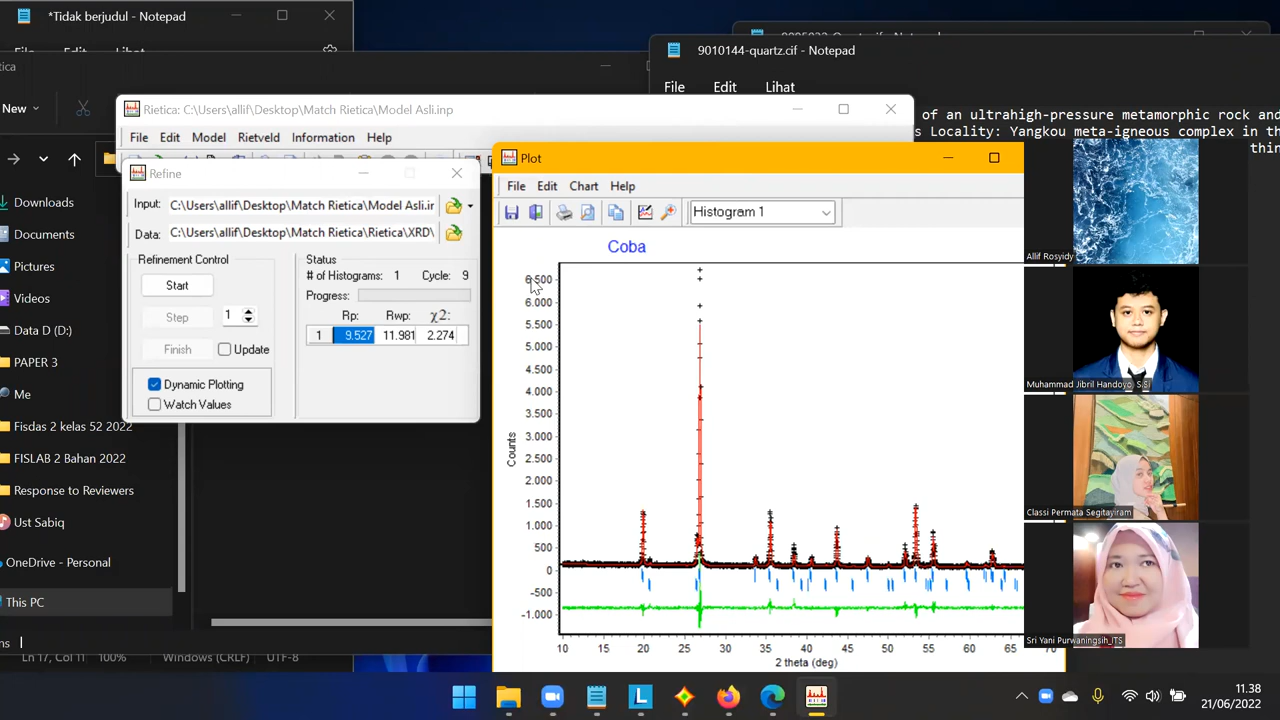 *Tidak berjudul - Notepad
File Edit Lihat
9010144-quartz.cif - Notepad
File Edit Lihat
of an ultrahigh-pressure metamorphic rock and
s Locality: Yangkou meta-igneous complex in th
thin
New
Downloads
Documents
Pictures
Videos
Data D (D:)
PAPER 3
Me
Fisdas 2 kelas 52 2022
FISLAB 2 Bahan 2022
Response to Reviewers
Ust Sabiq
OneDrive - Personal
This PC
Ln 17, Col 11 100% Windows (CRLF) UTF-8
Rietica: C:\Users\allif\Desktop\Match Rietica\Model Asli.inp
File Edit Model Rietveld Information Help
Refine
Input: C:\Users\allif\Desktop\Match Rietica\Model Asli.ir
Data: C:\Users\allif\Desktop\Match Rietica\Rietica\XRD\
Refinement Control
Start
Step 1
Finish Update
Dynamic Plotting
Watch Values
Status
# of Histograms: 1 Cycle: 9
Progress:
Rp: Rwp: χ2:
1 9.527 11.981 2.274
Plot
File Edit Chart Help
Histogram 1
Coba
6.500
6.000
5.500
5.000
4.500
4.000
3.500
3.000
2.500
2.000
1.500
1.000
500
0
-500
-1.000
Counts
10 15 20 25 30 35 40 45 50 55 60 65 70
2 theta (deg)
Allif Rosyidy
Muhammad Jibril Handoyo S.Si
Classi Permata Segitayiram
Sri Yani Purwaningsih_ITS
11.38
21/06/2022